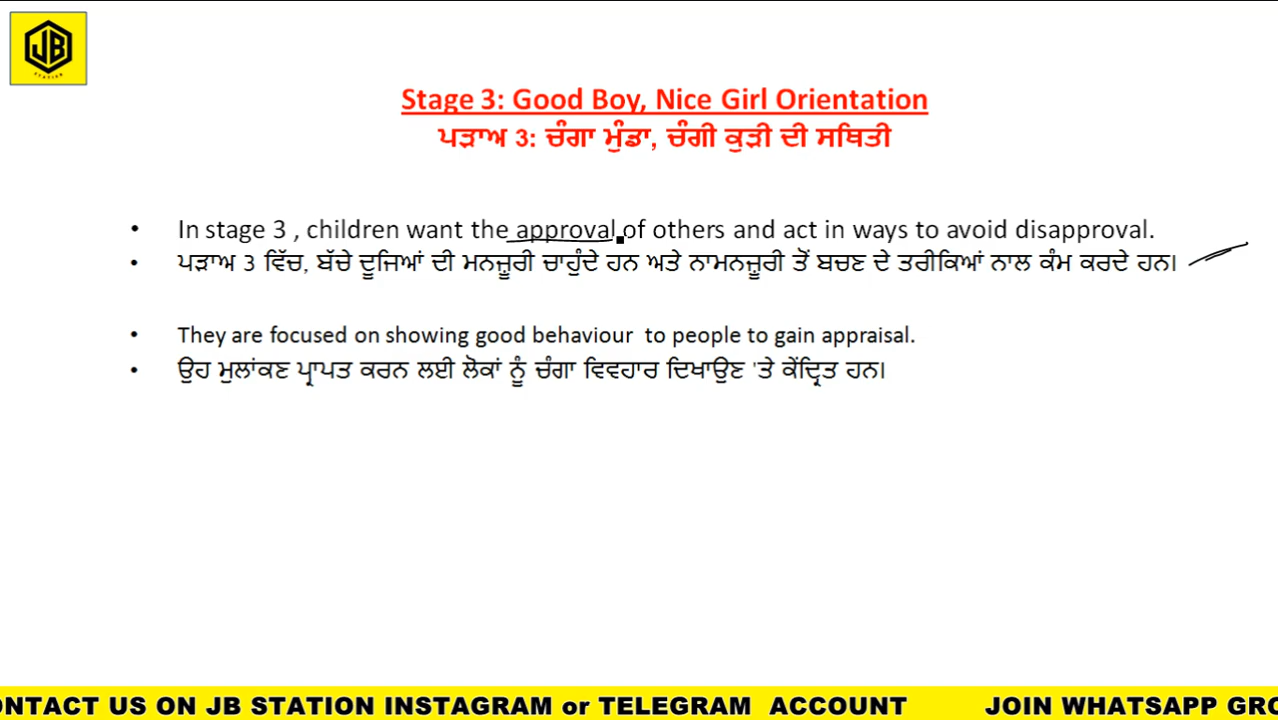 JB
STATION
Stage 3: Good Boy, Nice Girl Orientation
ਪੜਾਅ 3: ਚੰਗਾ ਮੁੰਡਾ, ਚੰਗੀ ਕੁੜੀ ਦੀ ਸਥਿਤੀ
• In stage 3 , children want the approval of others and act in ways to avoid disapproval.
• ਪੜਾਅ 3 ਵਿੱਚ, ਬੱਚੇ ਦੂਜਿਆਂ ਦੀ ਮਨਜ਼ੂਰੀ ਚਾਹੁੰਦੇ ਹਨ ਅਤੇ ਨਾਮਨਜ਼ੂਰੀ ਤੋਂ ਬਚਣ ਦੇ ਤਰੀਕਿਆਂ ਨਾਲ ਕੰਮ ਕਰਦੇ ਹਨ।
• They are focused on showing good behaviour to people to gain appraisal.
• ਉਹ ਮੁਲਾਂਕਣ ਪ੍ਰਾਪਤ ਕਰਨ ਲਈ ਲੋਕਾਂ ਨੂੰ ਚੰਗਾ ਵਿਵਹਾਰ ਦਿਖਾਉਣ 'ਤੇ ਕੇਂਦ੍ਰਿਤ ਹਨ।
ONTACT US ON JB STATION INSTAGRAM or TELEGRAM ACCOUNT JOIN WHATSAPP GRO